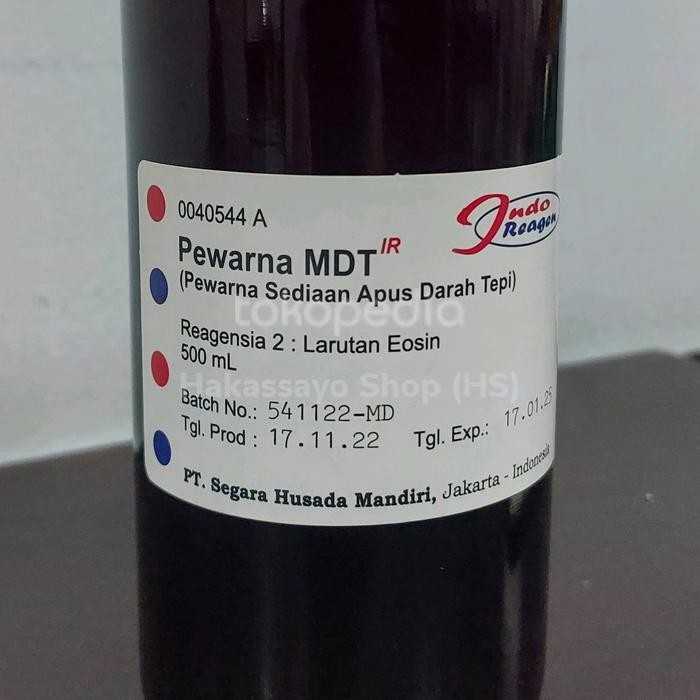 0040544 A
Indo
Reagen
Pewarna MDT IR
(Pewarna Sediaan Apus Darah Tepi)
tokopedia
Reagensia 2 : Larutan Eosin
500 mL
Hakassayo Shop (HS)
Batch No.: 541122-MD
Tgl. Prod : 17.11.22 Tgl. Exp.: 17.01.25
PT. Segara Husada Mandiri, Jakarta - Indonesia